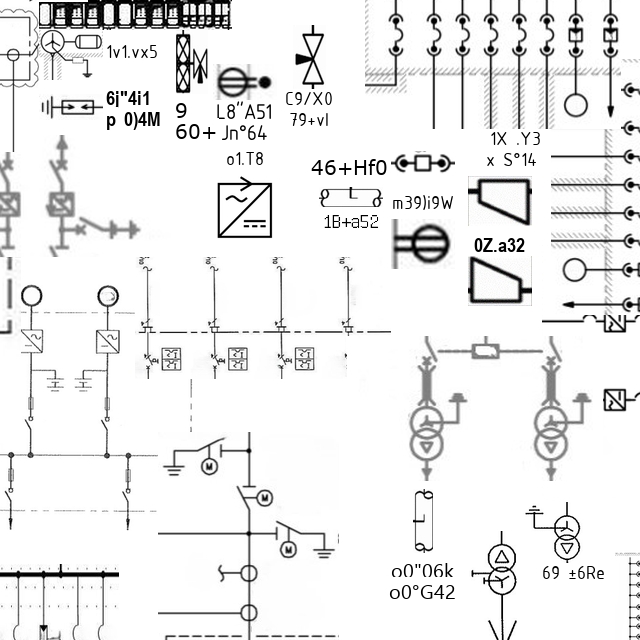 1v1.vx5
6j"4i1
p 0)4M
9
60+
L8"A51
Jn°64
C9/X0
79+vl
o1.T8
46+Hf0
L
1B+a52
m39)i9W
1X .Y3
x S°14
0Z.a32
M
M
M
L
o0"06k
o0°G42
69 ±6Re